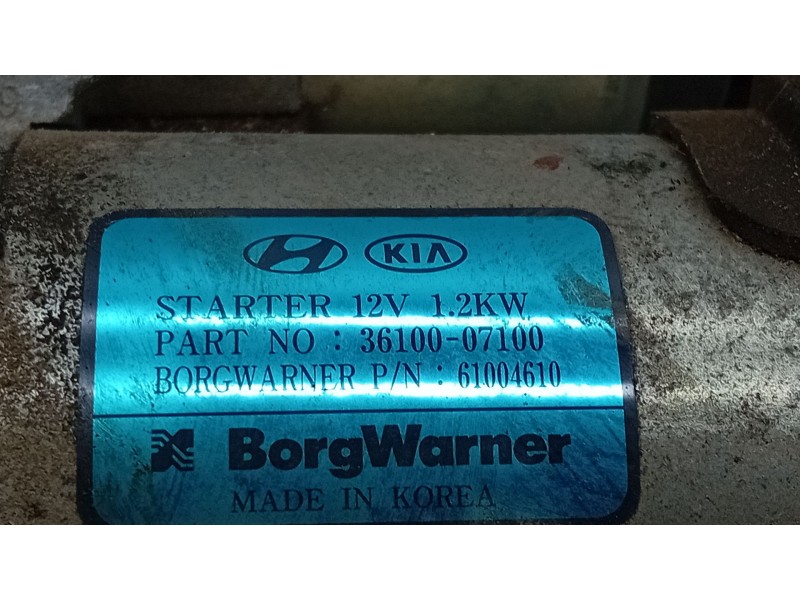 KIA
STARTER 12V 1.2KW
PART NO : 36100-07100
BORGWARNER P/N : 61004610
BorgWarner
MADE IN KOREA